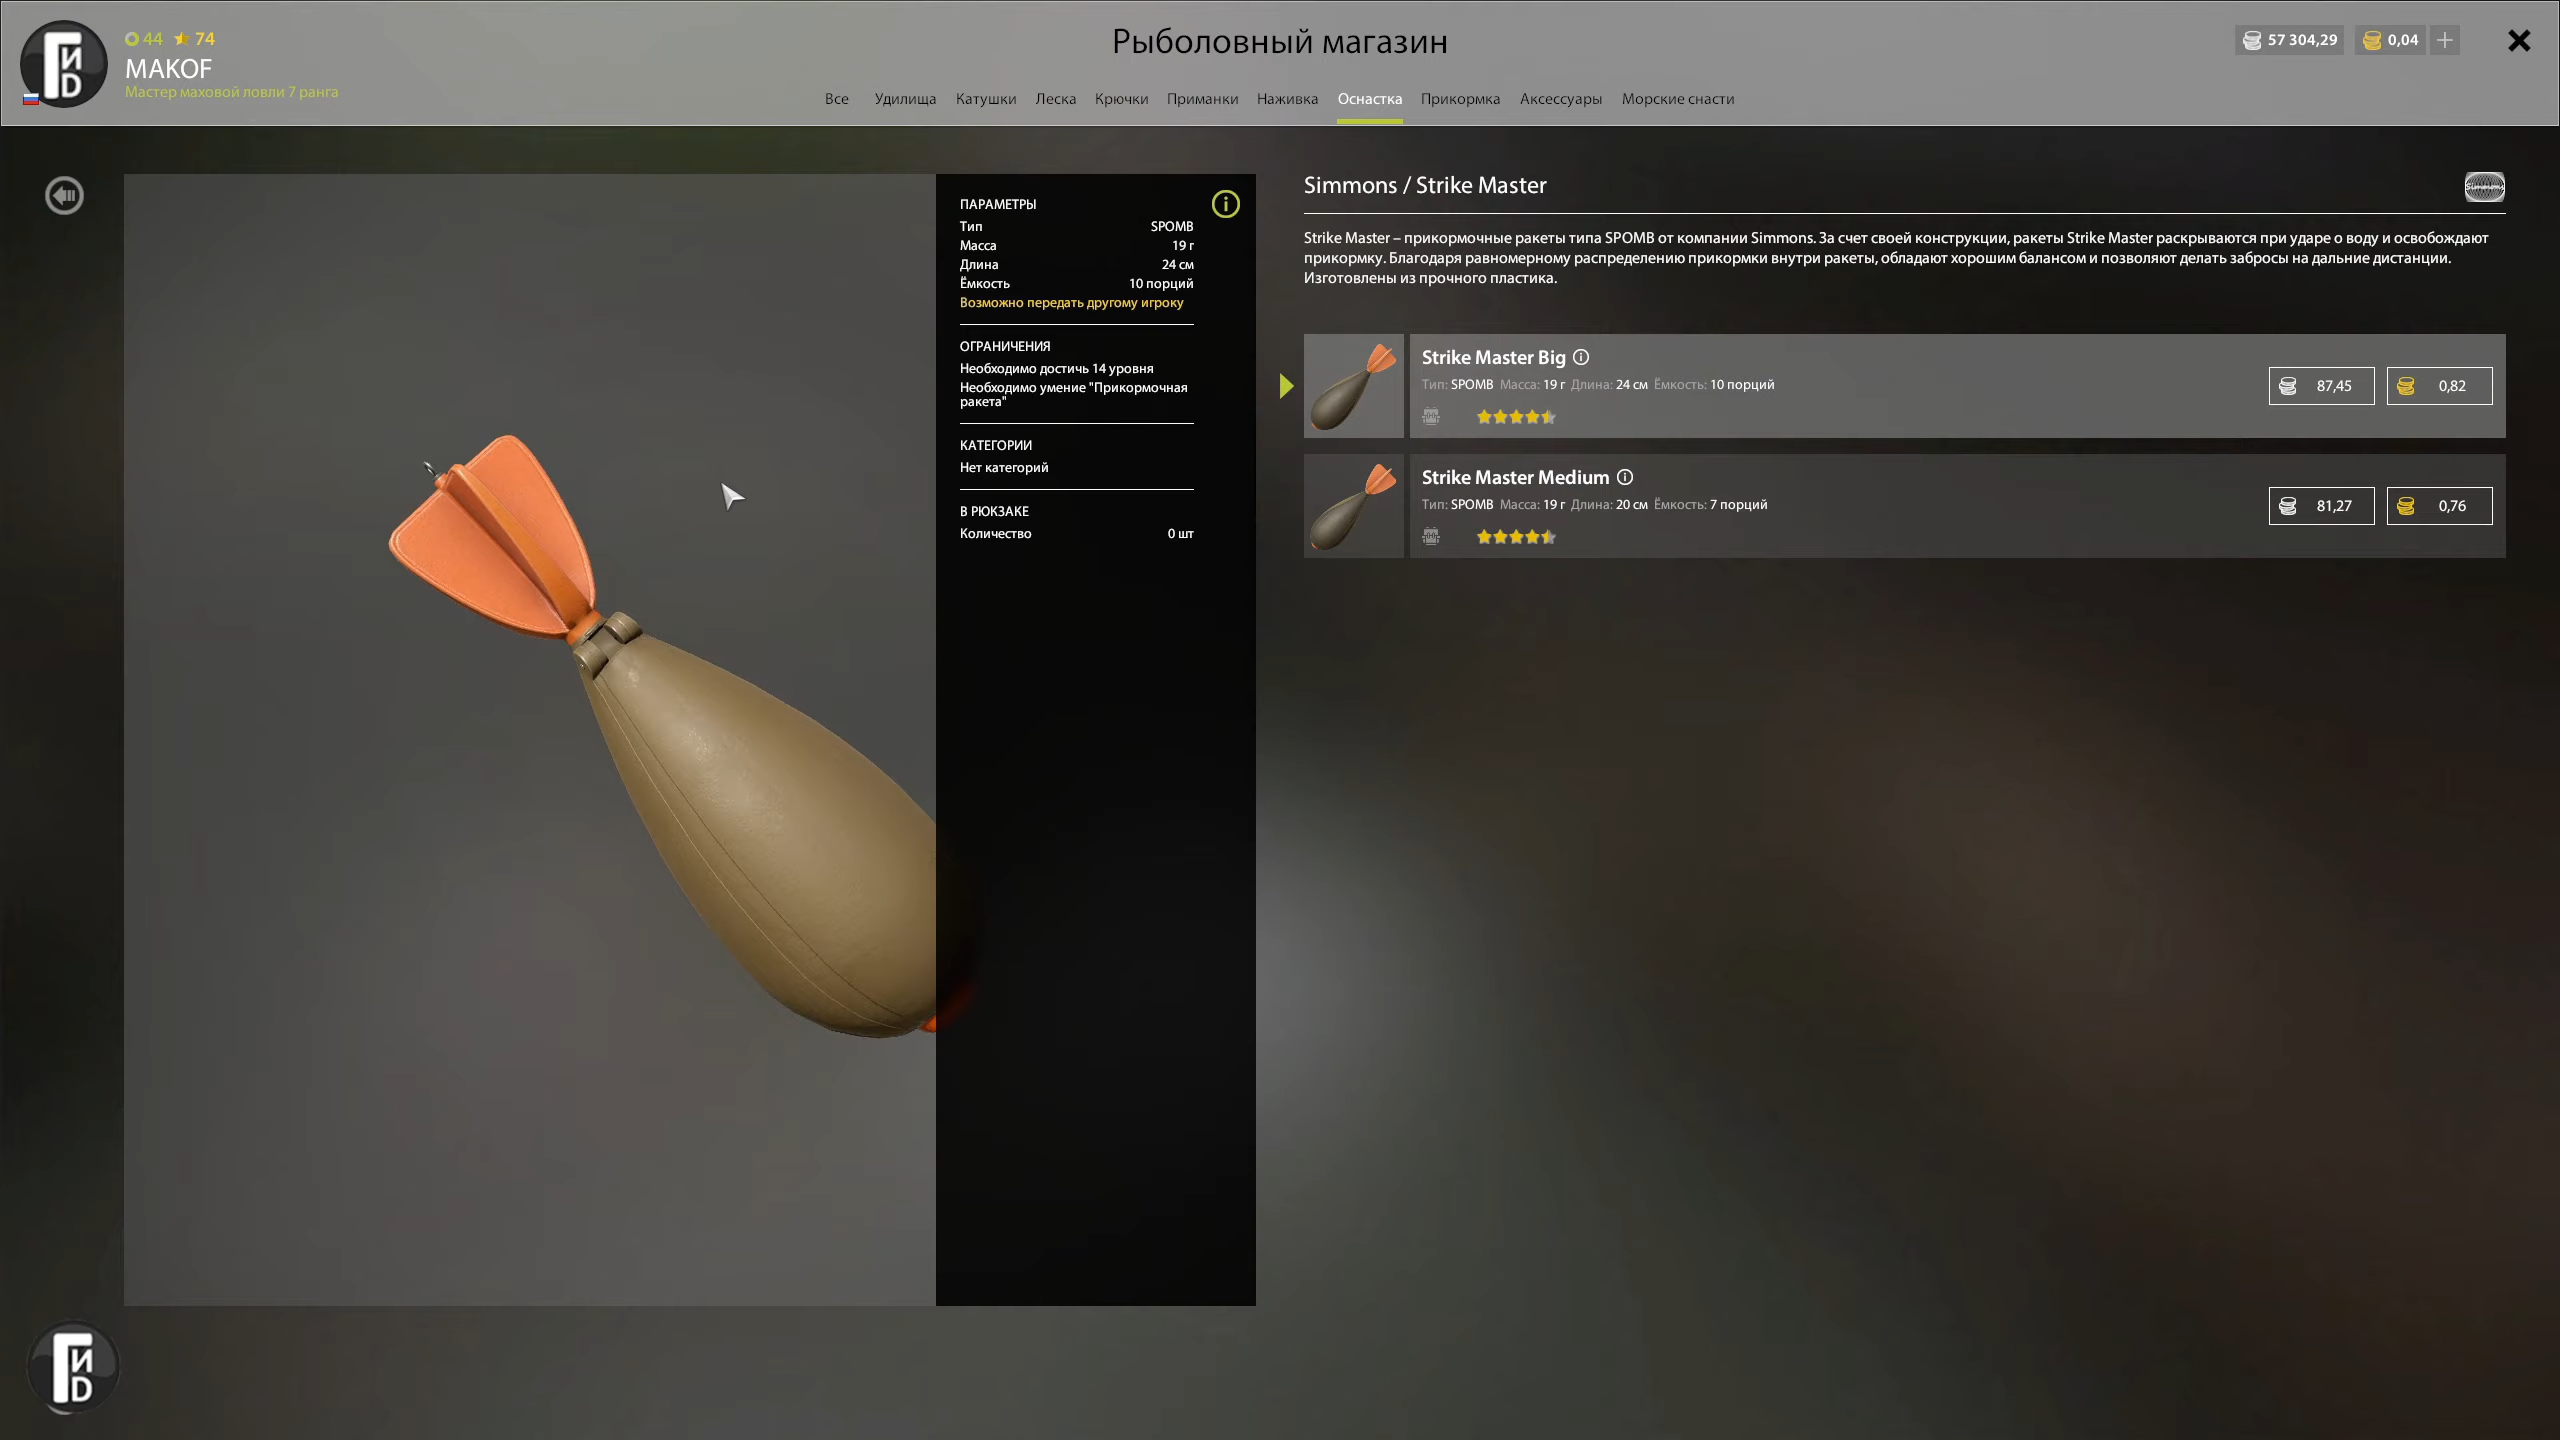 44 74
MAKOF
Мастер маховой ловли 7 ранга
Рыболовный магазин
57 304,29 0,04
Все Удилища Катушки Леска Крючки Приманки Наживка Оснастка Прикормка Аксессуары Морские снасти
ГИD
ПАРАМЕТРЫ
Тип SPOMB
Масса 19 г
Длина 24 см
Ёмкость 10 порций
Возможно передать другому игроку
ОГРАНИЧЕНИЯ
Необходимо достичь 14 уровня
Необходимо умение "Прикормочная
ракета"
КАТЕГОРИИ
Нет категорий
В РЮКЗАКЕ
Количество 0 шт
Simmons / Strike Master
Simmons
Strike Master – прикормочные ракеты типа SPOMB от компании Simmons. За счет своей конструкции, ракеты Strike Master раскрываются при ударе о воду и освобождают
прикормку. Благодаря равномерному распределению прикормки внутри ракеты, обладают хорошим балансом и позволяют делать забросы на дальние дистанции.
Изготовлены из прочного пластика.
Strike Master Big
Тип: SPOMB Масса: 19 г Длина: 24 см Ёмкость: 10 порций
87,45 0,82
Strike Master Medium
Тип: SPOMB Масса: 19 г Длина: 20 см Ёмкость: 7 порций
81,27 0,76
ГИD